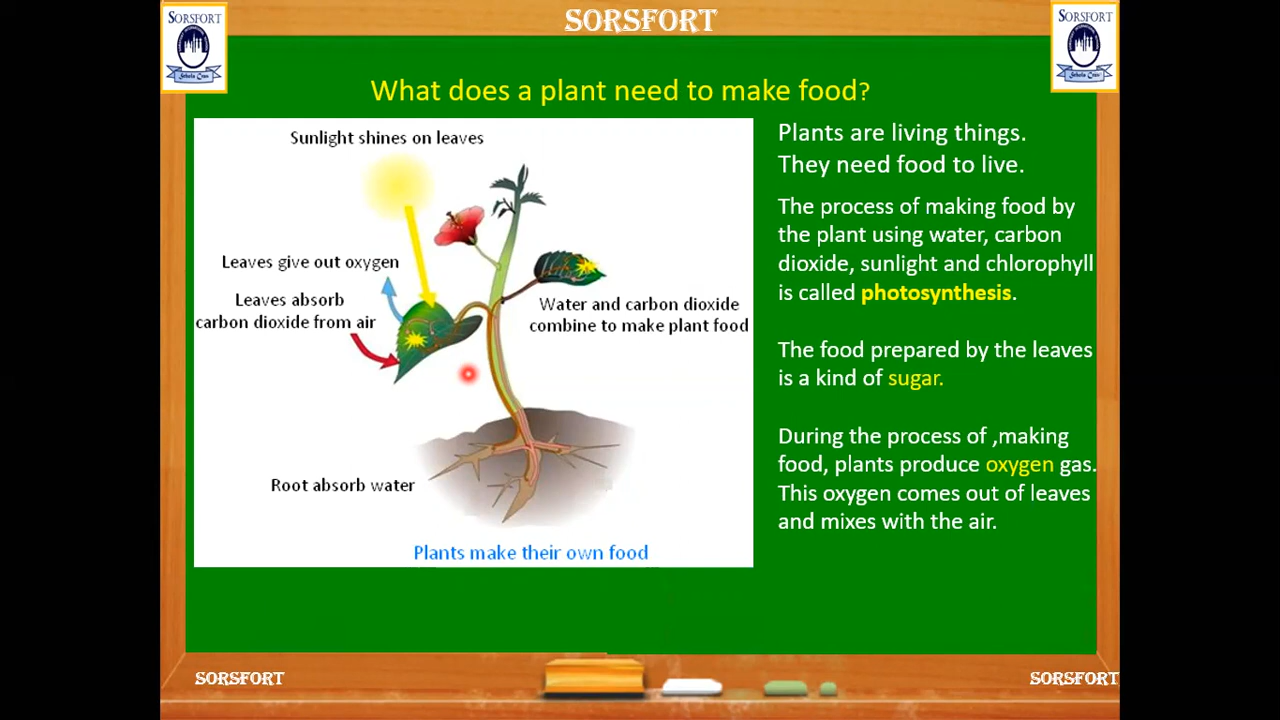 SORSFORT
SORSFORT
SORSFORT
Schola Crux
What does a plant need to make food?
Sunlight shines on leaves
Leaves give out oxygen
Leaves absorb
carbon dioxide from air
Water and carbon dioxide
combine to make plant food
Root absorb water
Plants make their own food
Plants are living things.
They need food to live.
The process of making food by
the plant using water, carbon
dioxide, sunlight and chlorophyll
is called photosynthesis.
The food prepared by the leaves
is a kind of sugar.
During the process of ,making
food, plants produce oxygen gas.
This oxygen comes out of leaves
and mixes with the air.
SORSFORT
SORSFORT